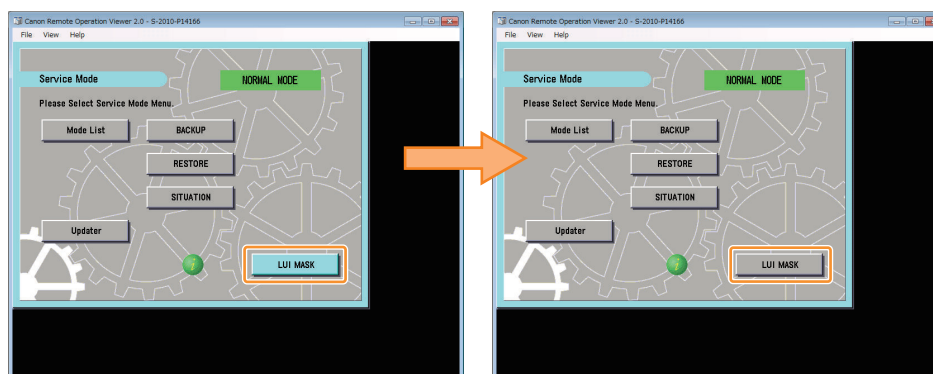 Canon Remote Operation Viewer 2.0 - S-2010-P14166
File View Help
Service Mode
NORMAL MODE
Please Select Service Mode Menu.
Mode List
BACKUP
RESTORE
SITUATION
Updater
i
LUI MASK
Canon Remote Operation Viewer 2.0 - S-2010-P14166
File View Help
Service Mode
NORMAL MODE
Please Select Service Mode Menu.
Mode List
BACKUP
RESTORE
SITUATION
Updater
i
LUI MASK